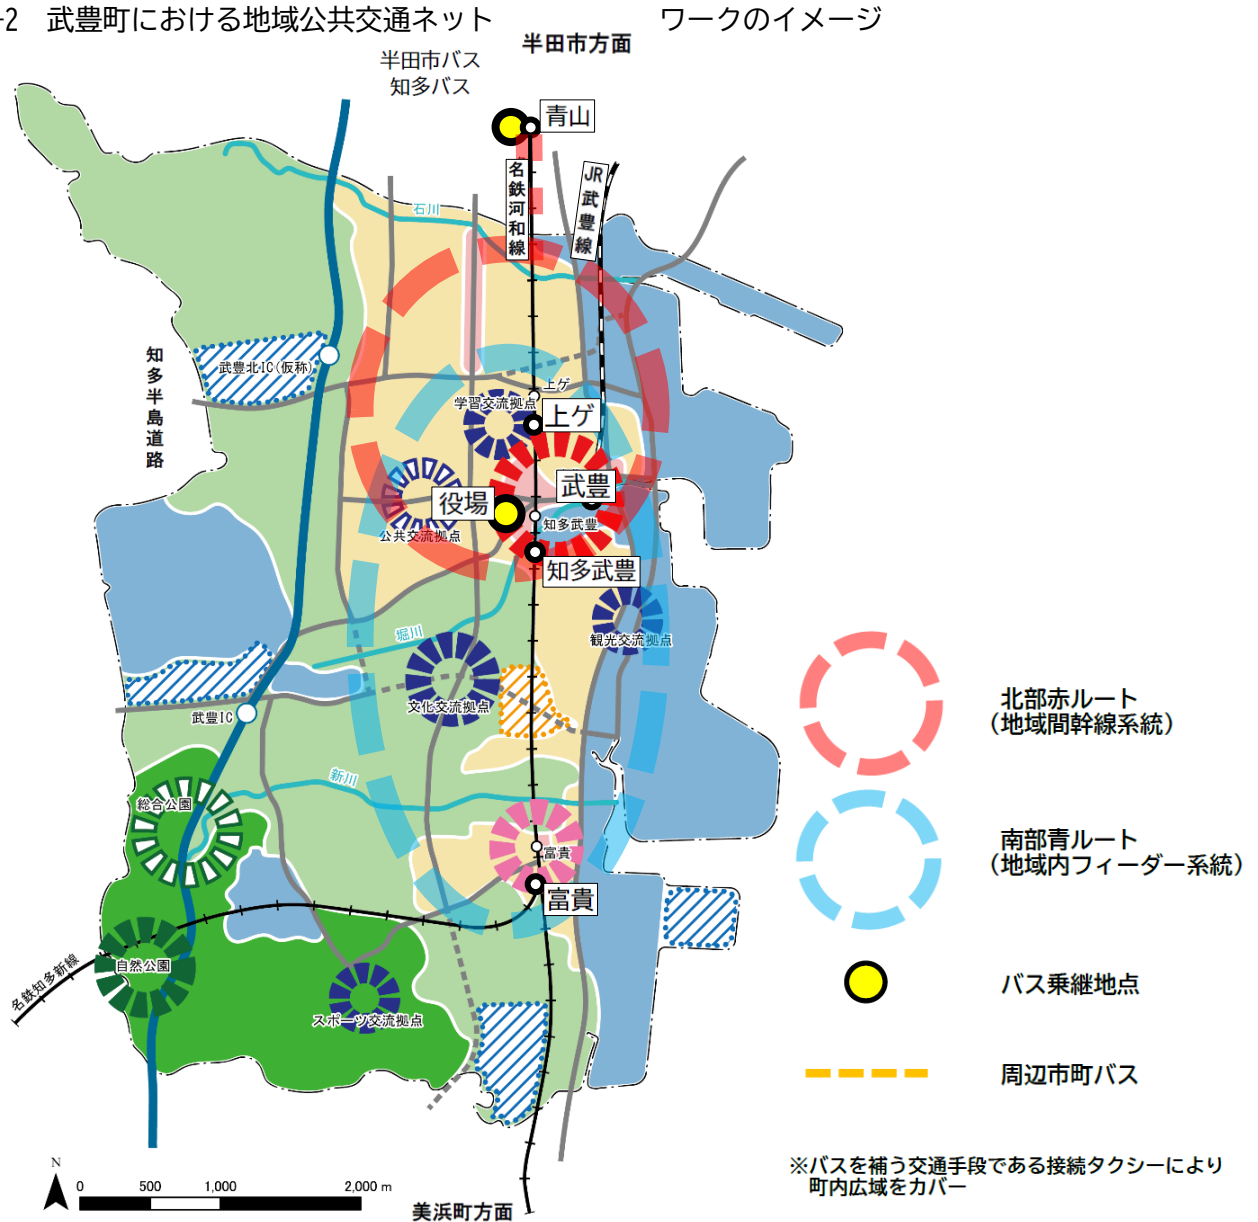 -2 武豊町における地域公共交通ネット ワークのイメージ
半田市方面
半田市バス
知多バス
青山
名鉄河和線
JR武豊線
石川
知多半島道路
武豊北IC(仮称)
上ゲ
学習交流拠点
上ゲ
武豊
役場
知多武豊
公共交流拠点
知多武豊
堀川
観光交流拠点
文化交流拠点
武豊IC
新川
総合公園
富貴
富貴
自然公園
名鉄知多新線
スポーツ交流拠点
美浜町方面
N
0 500 1,000 2,000 m
北部赤ルート
(地域間幹線系統)
南部青ルート
(地域内フィーダー系統)
バス乗継地点
周辺市町バス
※バスを補う交通手段である接続タクシーにより
町内広域をカバー